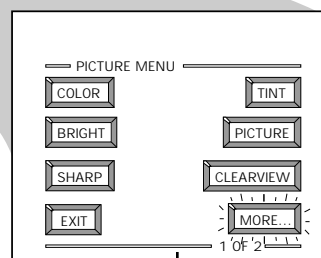 PICTURE MENU
COLOR TINT
BRIGHT PICTURE
SHARP CLEARVIEW
EXIT MORE...
1 OF 2